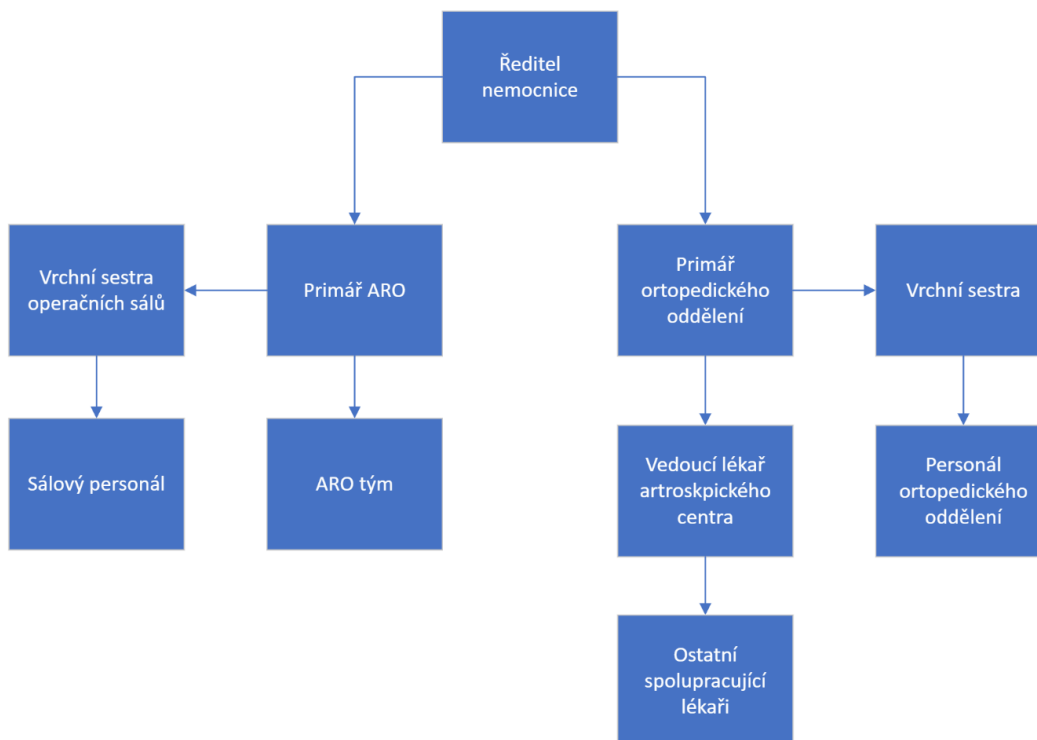 Ředitel
nemocnice
Vrchní sestra
operačních sálů
Primář ARO
Primář
ortopedického
oddělení
Vrchní sestra
Sálový personál
ARO tým
Vedoucí lékař
artroskpického
centra
Personál
ortopedického
oddělení
Ostatní
spolupracující
lékaři